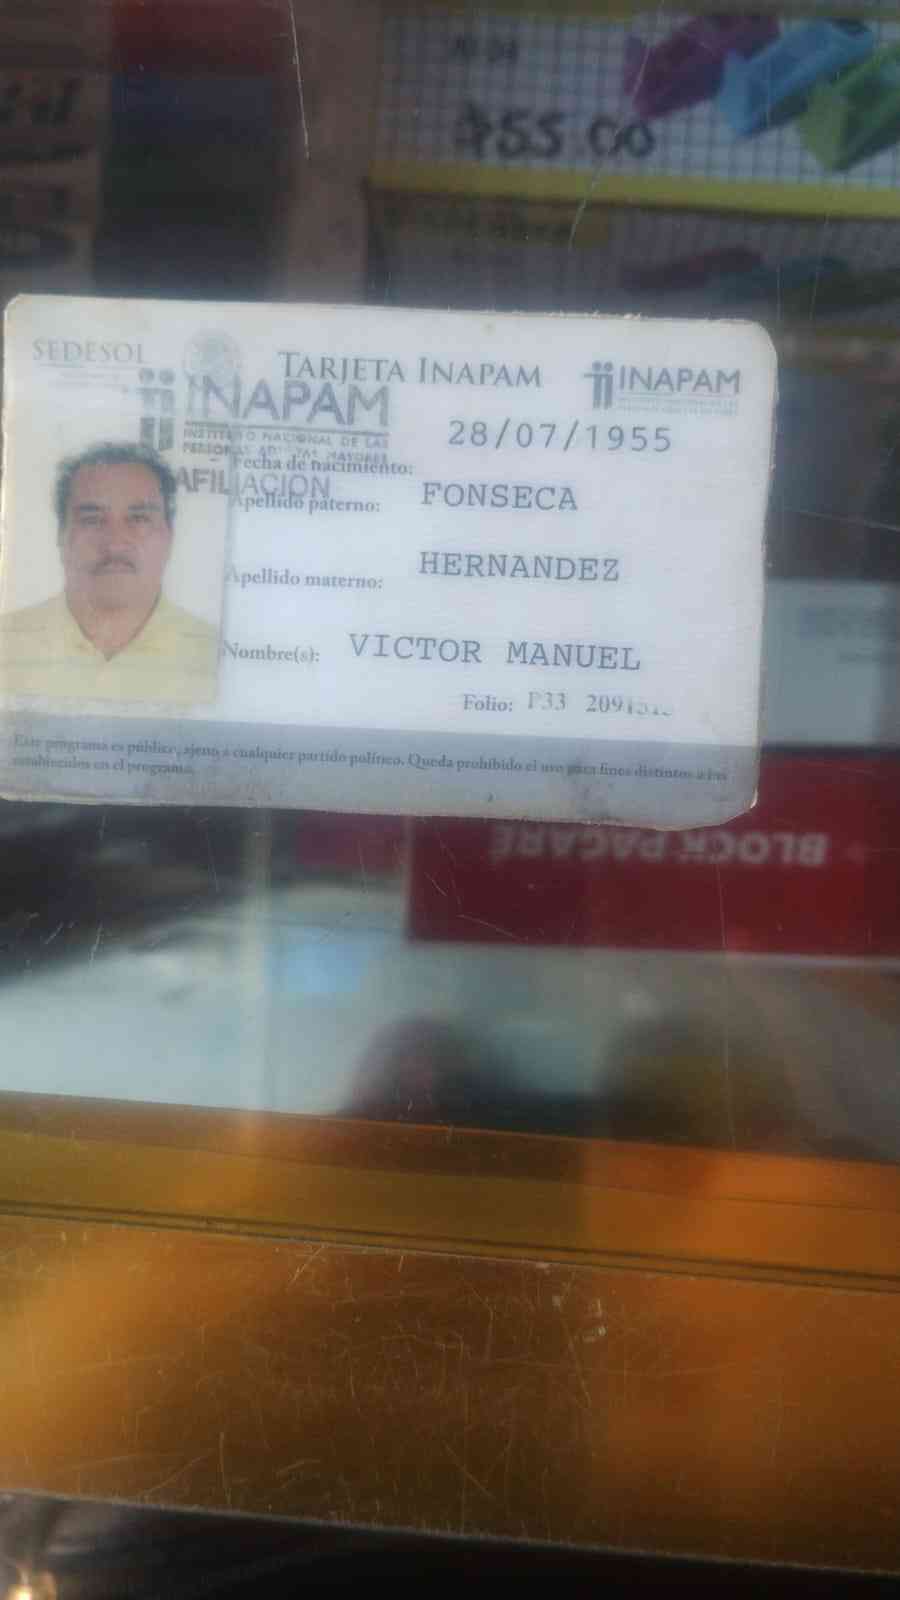 $55 00
SEDESOL
TARJETA INAPAM
INAPAM
INAPAM
INSTITUTO NACIONAL DE LAS
PERSONAS ADULTAS MAYORES
AFILIACION
28/07/1955
Fecha de nacimiento:
Apellido paterno: FONSECA
Apellido materno: HERNANDEZ
Nombre(s): VICTOR MANUEL
Folio: P33
Este programa es público, ajeno a cualquier partido político. Queda prohibido el uso para fines distintos a los
establecidos en el programa.
BLOCK PAGARÉ